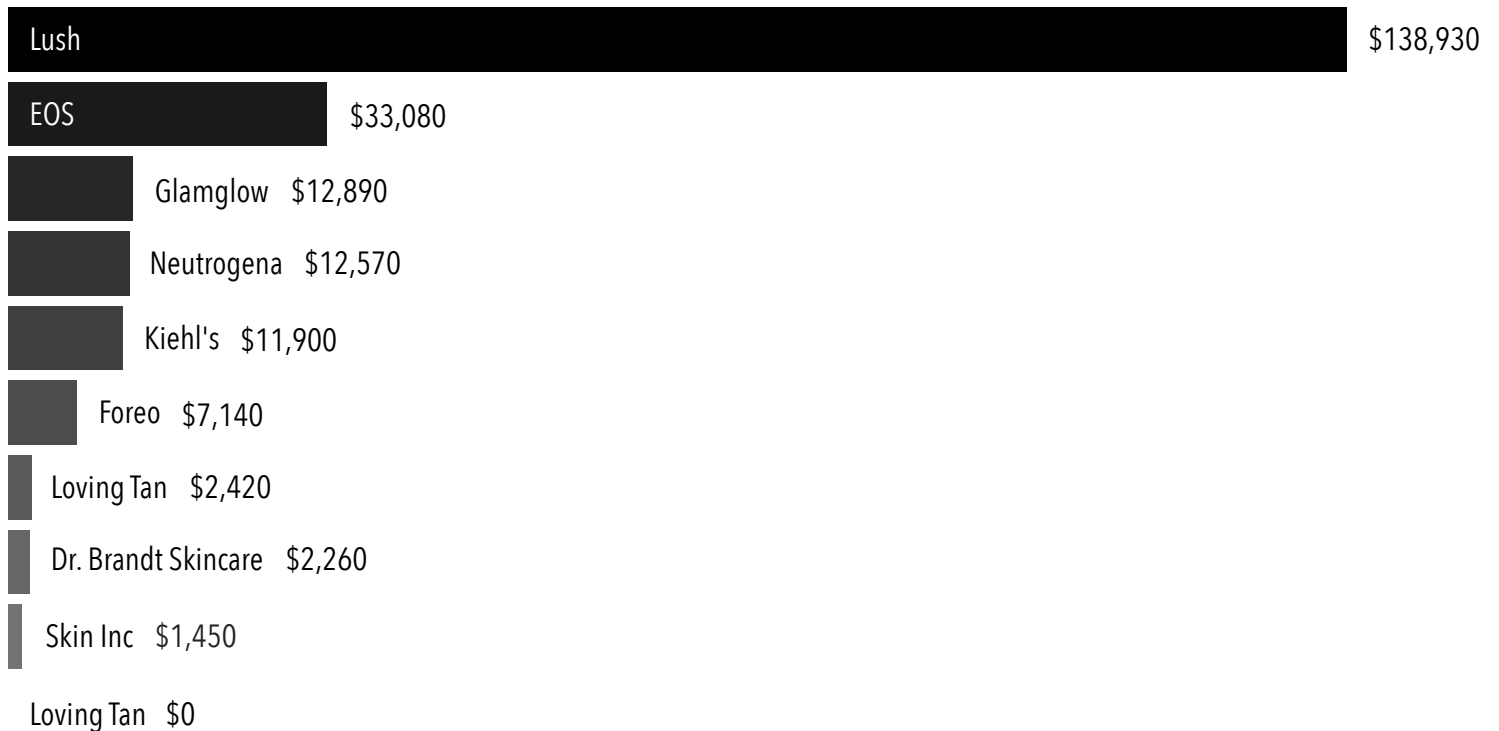 Lush $138,930
EOS $33,080
Glamglow $12,890
Neutrogena $12,570
Kiehl's $11,900
Foreo $7,140
Loving Tan $2,420
Dr. Brandt Skincare $2,260
Skin Inc $1,450
Loving Tan $0